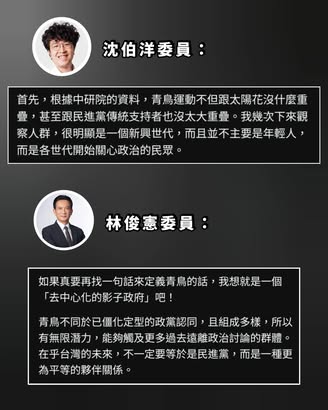 沈伯洋委員：
首先，根據中研院的資料，青鳥運動不但跟太陽花沒什麼重
疊，甚至跟民進黨傳統支持者也沒太大重疊。我幾次下來觀
察人群，很明顯是一個新興世代，而且並不主要是年輕人，
而是各世代開始關心政治的民眾。
林俊憲委員：
如果真要再找一句話來定義青鳥的話，我想就是一個
「去中心化的影子政府」吧！
青鳥不同於已僵化定型的政黨認同，且組成多樣，所以
有無限潛力，能夠觸及更多過去遠離政治討論的群體。
在乎台灣的未來，不一定要等於是民進黨，而是一種更
為平等的夥伴關係。